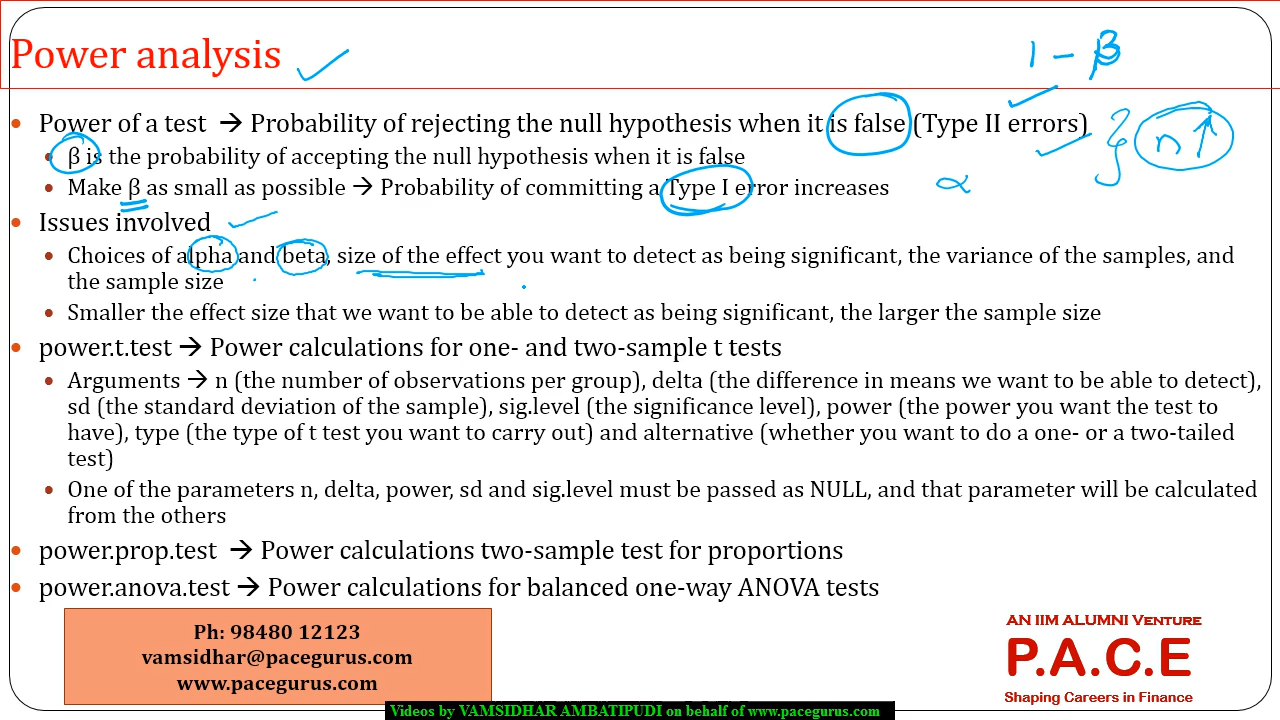 Power analysis
1 - β
• Power of a test → Probability of rejecting the null hypothesis when it is false (Type II errors)
n↑
• β is the probability of accepting the null hypothesis when it is false
• Make β as small as possible → Probability of committing a Type I error increases
α
• Issues involved
• Choices of alpha and beta, size of the effect you want to detect as being significant, the variance of the samples, and
the sample size
• Smaller the effect size that we want to be able to detect as being significant, the larger the sample size
• power.t.test → Power calculations for one- and two-sample t tests
• Arguments → n (the number of observations per group), delta (the difference in means we want to be able to detect),
sd (the standard deviation of the sample), sig.level (the significance level), power (the power you want the test to
have), type (the type of t test you want to carry out) and alternative (whether you want to do a one- or a two-tailed
test)
• One of the parameters n, delta, power, sd and sig.level must be passed as NULL, and that parameter will be calculated
from the others
• power.prop.test → Power calculations two-sample test for proportions
• power.anova.test → Power calculations for balanced one-way ANOVA tests
Ph: 98480 12123
vamsidhar@pacegurus.com
www.pacegurus.com
AN IIM ALUMNI VENTURE
P.A.C.E
Shaping Careers in Finance
Videos by VAMSIDHAR AMBATIPUDI on behalf of www.pacegurus.com